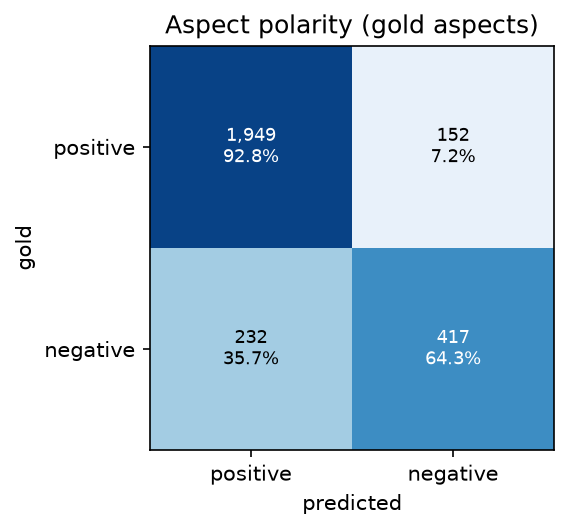 Aspect polarity (gold aspects)
positive
1,949
92.8%
152
7.2%
gold
negative
232
35.7%
417
64.3%
positive
negative
predicted